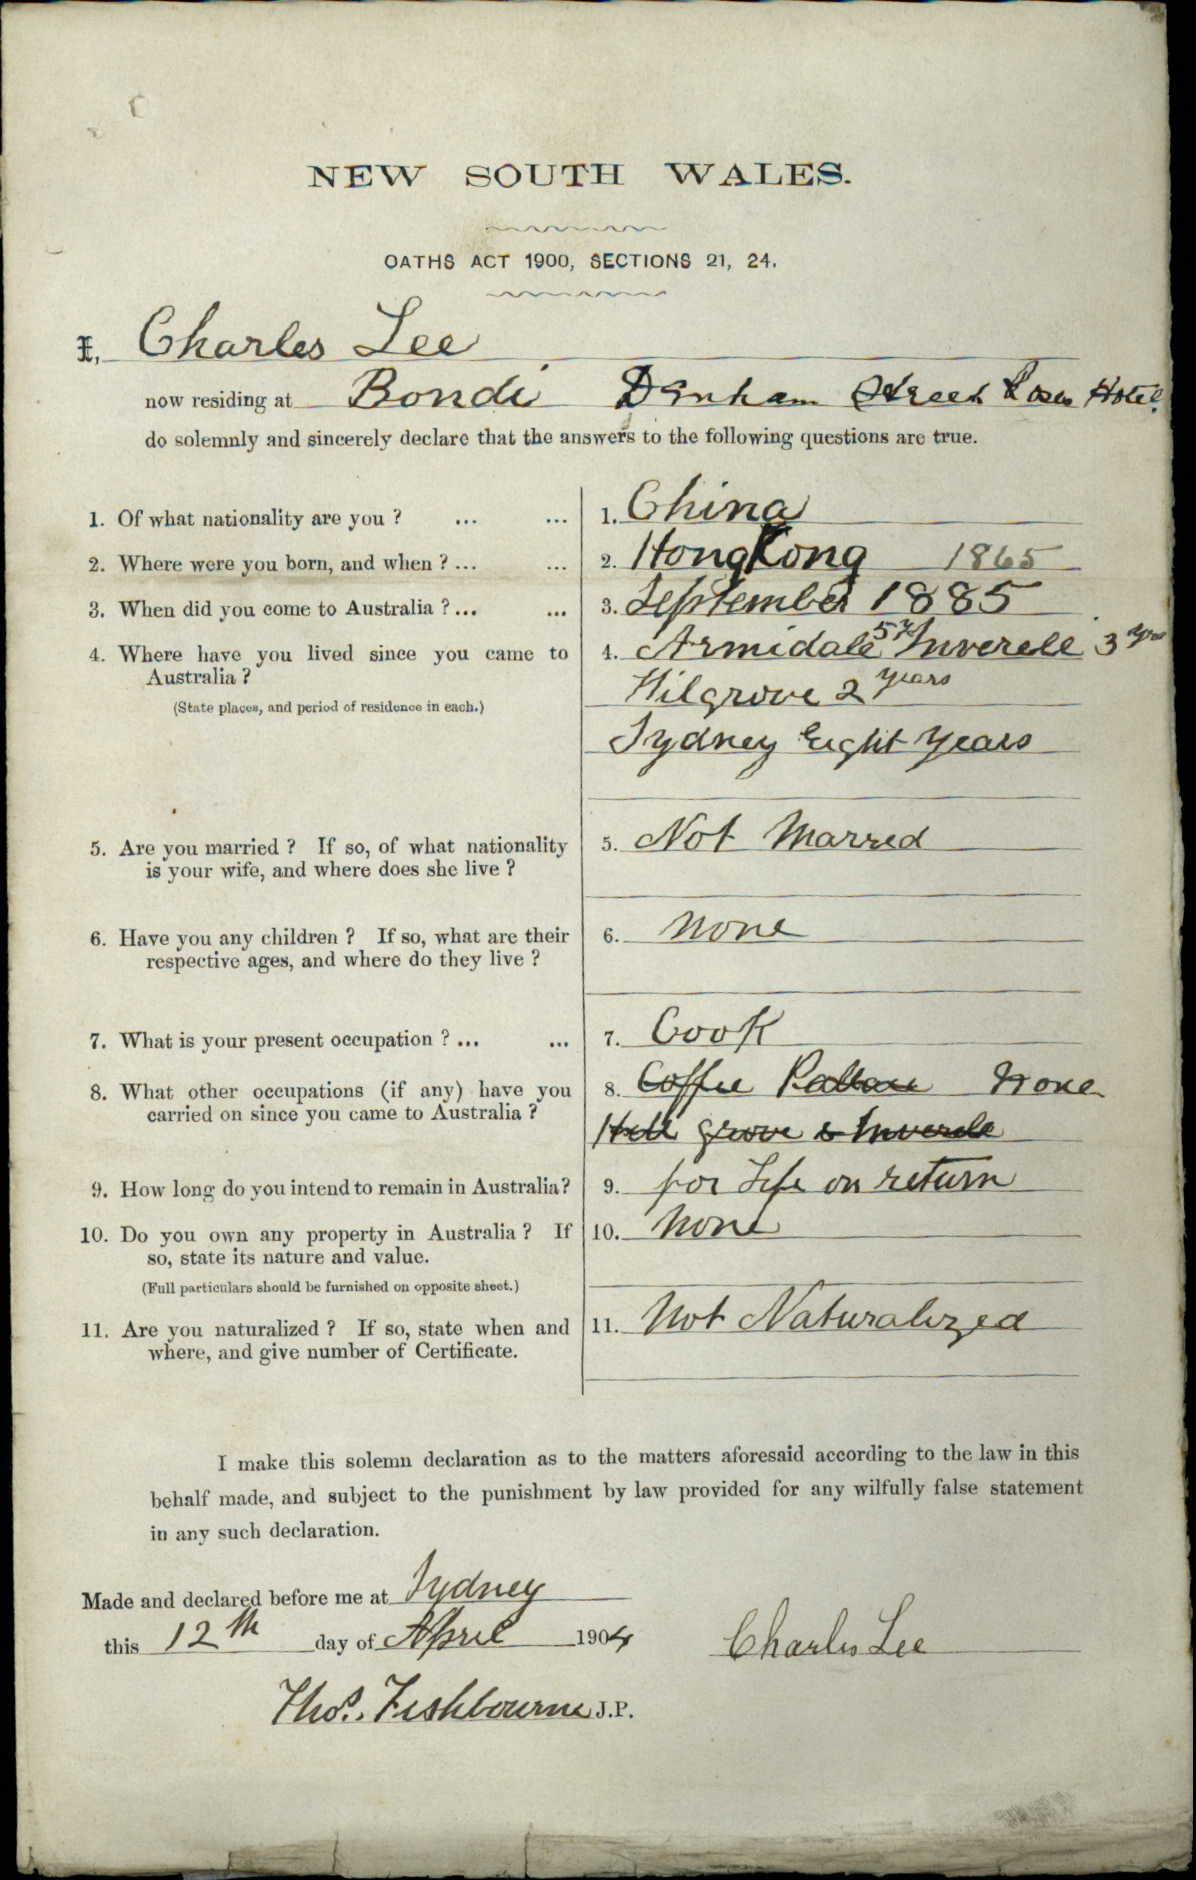 NEW SOUTH WALES.
OATHS ACT 1900, SECTIONS 21, 24.
I, Charles Lee
now residing at Bondi Denham Street Hotel
do solemnly and sincerely declare that the answers to the following questions are true.
1. Of what nationality are you ? ... ... 1. China
2. Where were you born, and when ? ... ... 2. HongKong 1865
3. When did you come to Australia ? ... ... 3. September 1885
4. Where have you lived since you came to 4. Armidale 5 y Inverell 3 yrs
Australia ? Hilgrove 2 years
(State places, and period of residence in each.)
Sydney Eight years
5. Are you married ? If so, of what nationality 5. Not Marred
is your wife, and where does she live ?
6. Have you any children ? If so, what are their 6. None
respective ages, and where do they live ?
7. What is your present occupation ? ... ... 7. Cook
8. What other occupations (if any) have you 8. Coffee None
carried on since you came to Australia ? Hill grove & Inverele
9. How long do you intend to remain in Australia? 9. for Life on return
10. Do you own any property in Australia ? If 10. None
so, state its nature and value.
(Full particulars should be furnished on opposite sheet.)
11. Are you naturalized ? If so, state when and 11. Not Naturalized
where, and give number of Certificate.
I make this solemn declaration as to the matters aforesaid according to the law in this
behalf made, and subject to the punishment by law provided for any wilfully false statement
in any such declaration.
Made and declared before me at Sydney
this 12th day of April 1904 Charles Lee
Thos. Fishbourne J.P.